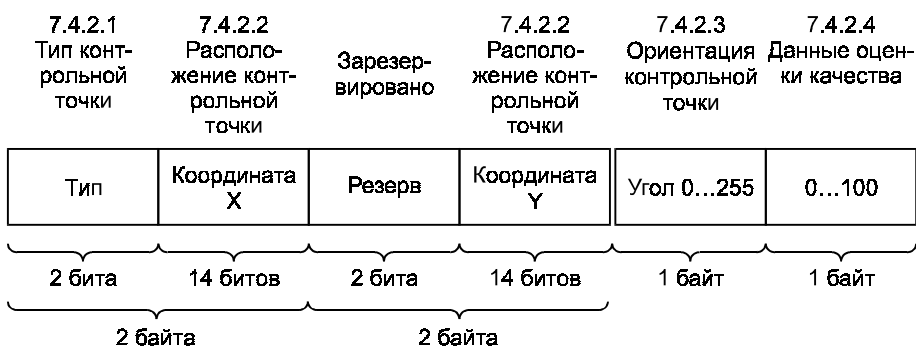 7.4.2.1 7.4.2.2 7.4.2.2 7.4.2.3 7.4.2.4
Тип конт- Располо- Зарезер- Располо- Ориентация Данные оцен-
рольной жение конт- вировано жение конт- контрольной ки качества
точки рольной рольной точки
точки точки
Тип Координата X Резерв Координата Y Угол 0...255 0...100
2 бита 14 битов 2 бита 14 битов 1 байт 1 байт
2 байта 2 байта